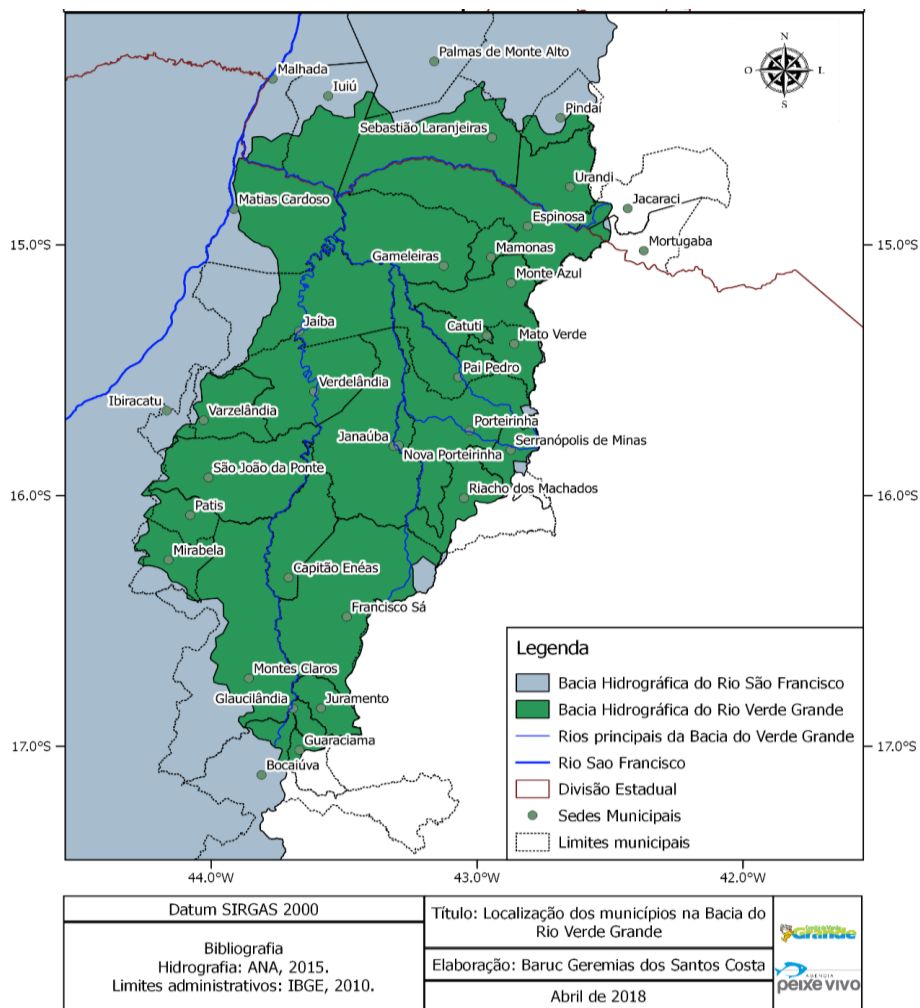 N
O
L
S
Palmas de Monte Alto
Malhada
Iuiú
Pindaí
Sebastião Laranjeiras
Urandi
Jacaraci
Matias Cardoso
Espinosa
Mortugaba
15.0°S
15.0°S
Mamonas
Gameleiras
Monte Azul
Jaíba
Catuti
Mato Verde
Pai Pedro
Verdelândia
Ibiracatu
Varzelândia
Porteirinha
Janaúba
Serranópolis de Minas
Nova Porteirinha
São João da Ponte
Riacho dos Machados
16.0°S
16.0°S
Patis
Mirabela
Capitão Enéas
Francisco Sá
Montes Claros
Glaucilândia
Juramento
Guaraciama
17.0°S
17.0°S
Bocaiúva
Legenda
Bacia Hidrográfica do Rio São Francisco
Bacia Hidrográfica do Rio Verde Grande
Rios principais da Bacia do Verde Grande
Rio Sao Francisco
Divisão Estadual
Sedes Municipais
Limites municipais
44.0°W
43.0°W
42.0°W
Datum SIRGAS 2000
Bibliografia
Hidrografia: ANA, 2015.
Limites administrativos: IBGE, 2010.
Título: Localização dos municípios na Bacia do
Rio Verde Grande
Elaboração: Baruc Geremias dos Santos Costa
Abril de 2018
Grande
AGÊNCIA
peixe vivo